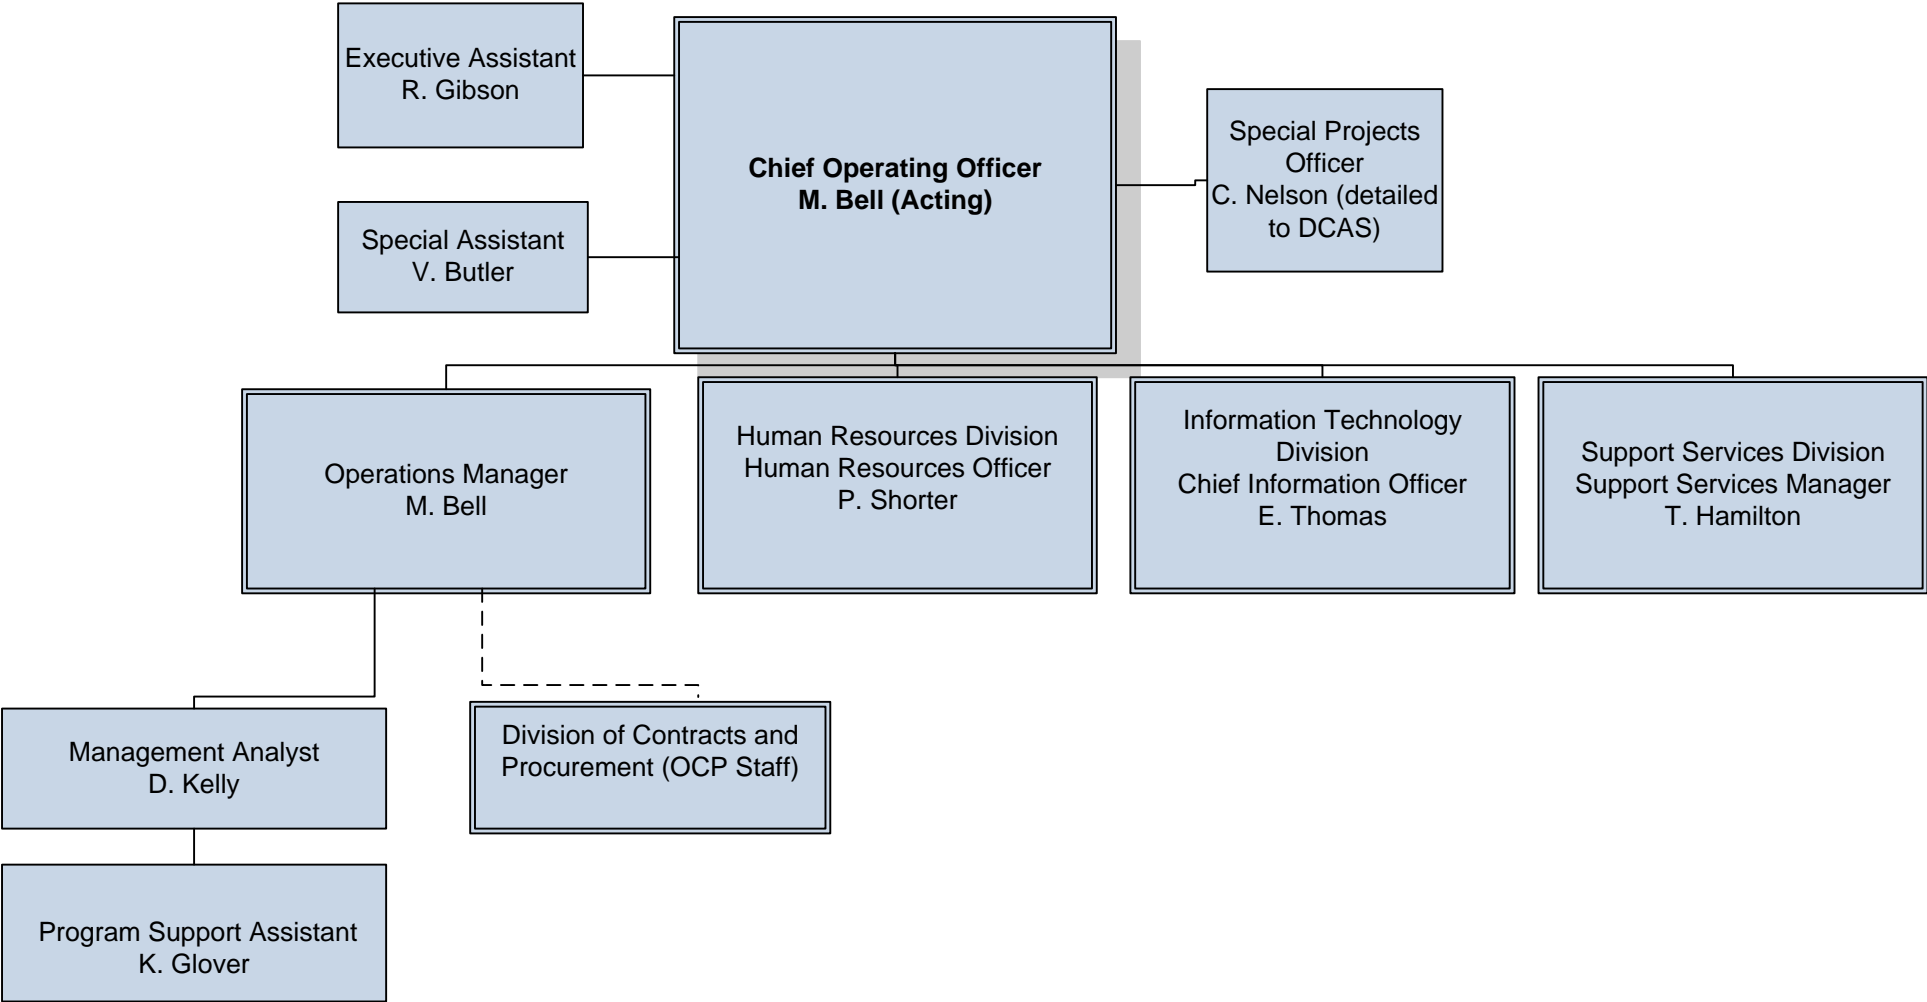 Executive Assistant
R. Gibson
Chief Operating Officer
M. Bell (Acting)
Special Projects
Officer
C. Nelson (detailed
to DCAS)
Special Assistant
V. Butler
Operations Manager
M. Bell
Human Resources Division
Human Resources Officer
P. Shorter
Information Technology
Division
Chief Information Officer
E. Thomas
Support Services Division
Support Services Manager
T. Hamilton
Management Analyst
D. Kelly
Division of Contracts and
Procurement (OCP Staff)
Program Support Assistant
K. Glover